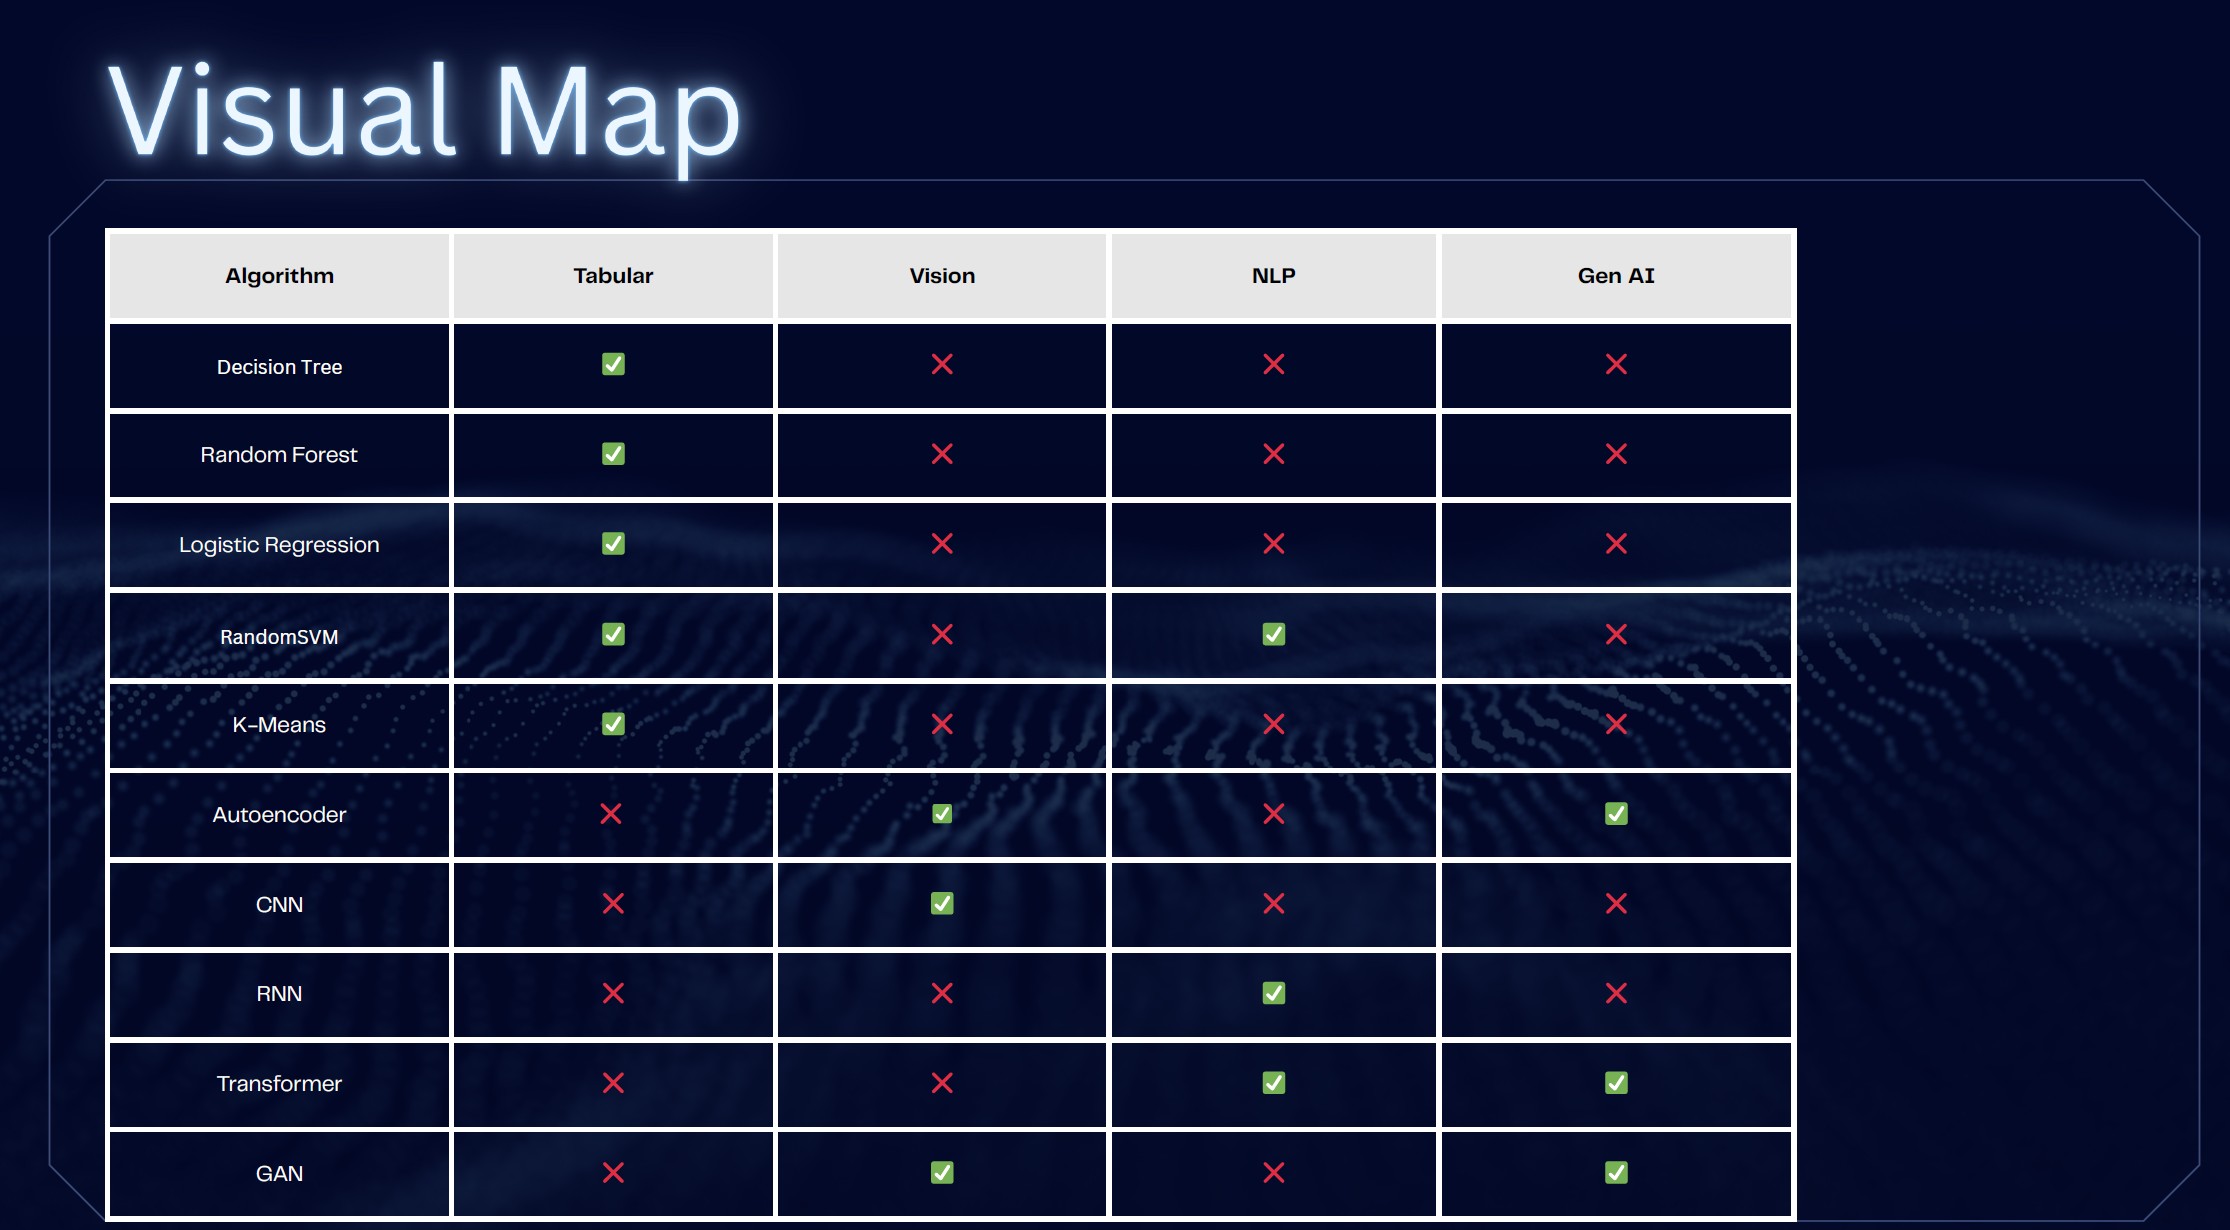 Visual Map
Algorithm Tabular Vision NLP Gen AI
Decision Tree ✅ ❌ ❌ ❌
Random Forest ✅ ❌ ❌ ❌
Logistic Regression ✅ ❌ ❌ ❌
RandomSVM ✅ ❌ ✅ ❌
K-Means ✅ ❌ ❌ ❌
Autoencoder ❌ ✅ ❌ ✅
CNN ❌ ✅ ❌ ❌
RNN ❌ ❌ ✅ ❌
Transformer ❌ ❌ ✅ ✅
GAN ❌ ✅ ❌ ✅